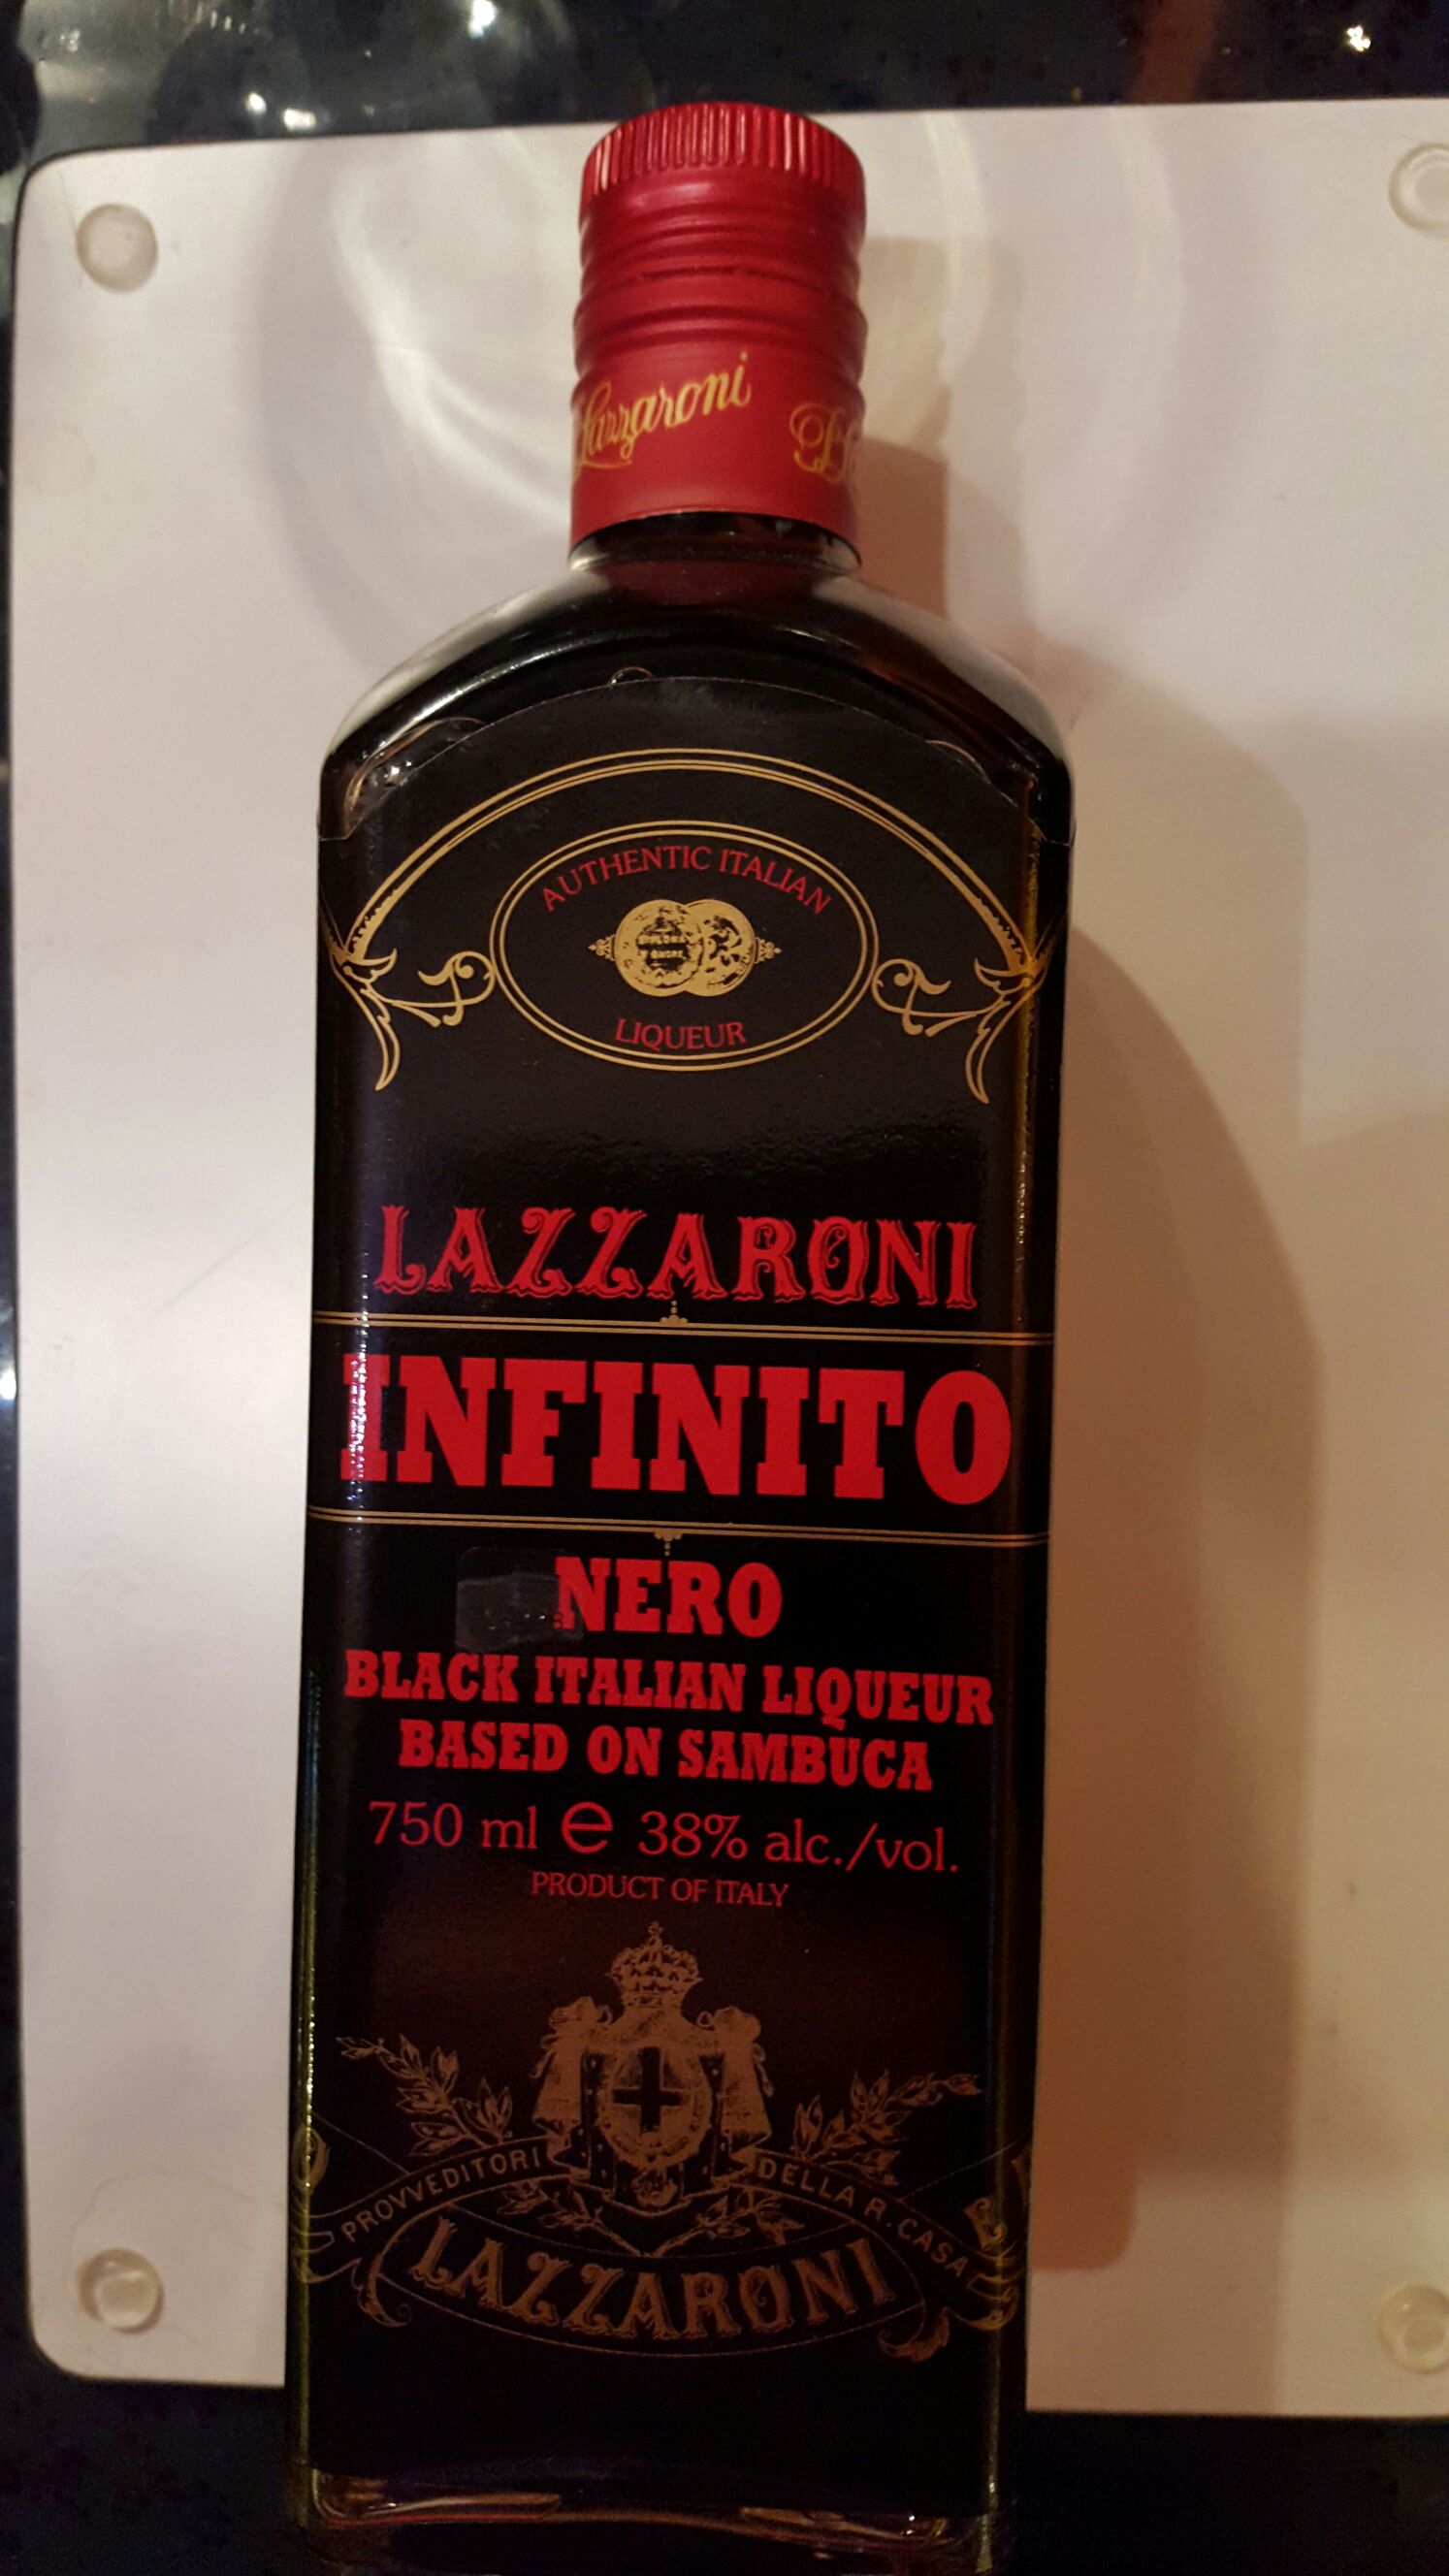 Lazzaroni
AUTHENTIC ITALIAN
LIQUEUR
LAZZARONI
INFINITO
NERO
BLACK ITALIAN LIQUEUR
BASED ON SAMBUCA
750 ml e 38% alc./vol.
PRODUCT OF ITALY
PROVVEDITORI DELLA R. CASA
LAZZARONI